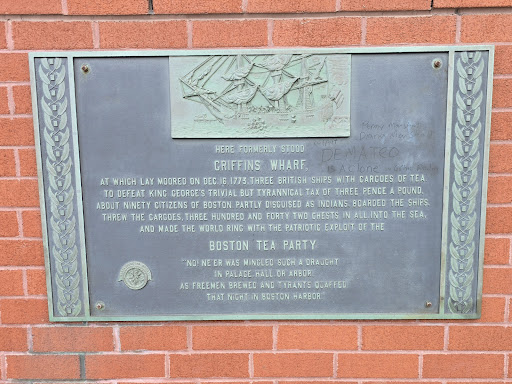 HERE FORMERLY STOOD
GRIFFINS WHARF
AT WHICH LAY MOORED ON DEC. 16 1773, THREE BRITISH SHIPS WITH CARGOES OF TEA.
TO DEFEAT KING GEORGE'S TRIVIAL BUT TYRANNICAL TAX OF THREE PENCE A POUND,
ABOUT NINETY CITIZENS OF BOSTON PARTLY DISGUISED AS INDIANS, BOARDED THE SHIPS,
THREW THE CARGOES, THREE HUNDRED AND FORTY TWO CHESTS IN ALL, INTO THE SEA,
AND MADE THE WORLD RING WITH THE PATRIOTIC EXPLOIT OF THE
BOSTON TEA PARTY
"NO! NE'ER WAS MINGLED SUCH A DRAUGHT
IN PALACE, HALL, OR ARBOR,
AS FREEMEN BREWED AND TYRANTS QUAFFED
THAT NIGHT IN BOSTON HARBOR."